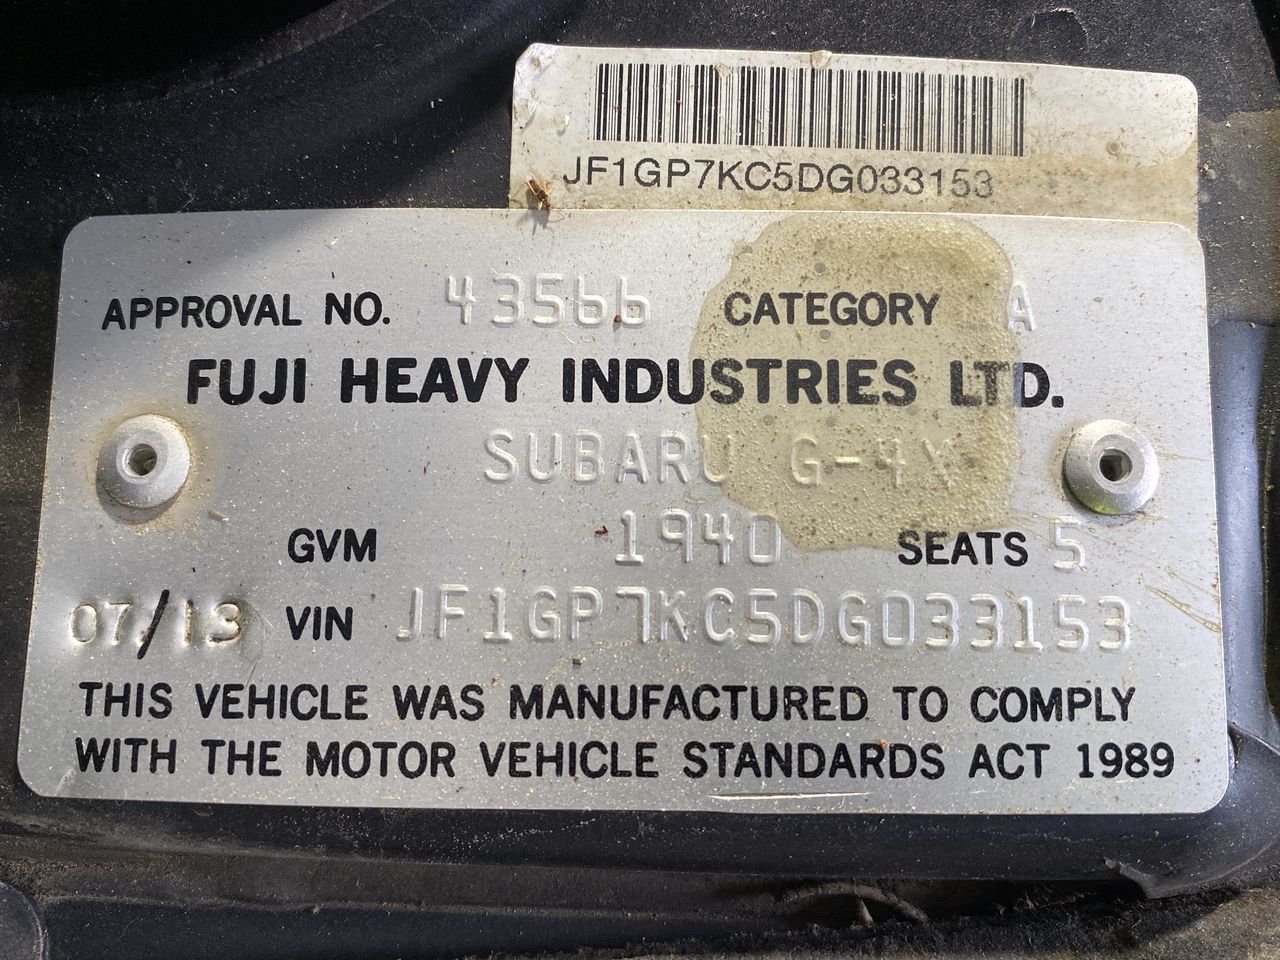 JF1GP7KC5DG033153
APPROVAL NO. 43566 CATEGORY A
FUJI HEAVY INDUSTRIES LTD.
SUBARU G-4X
GVM 1940 SEATS 5
07/13 VIN JF1GP7KC5DG033153
THIS VEHICLE WAS MANUFACTURED TO COMPLY
WITH THE MOTOR VEHICLE STANDARDS ACT 1989